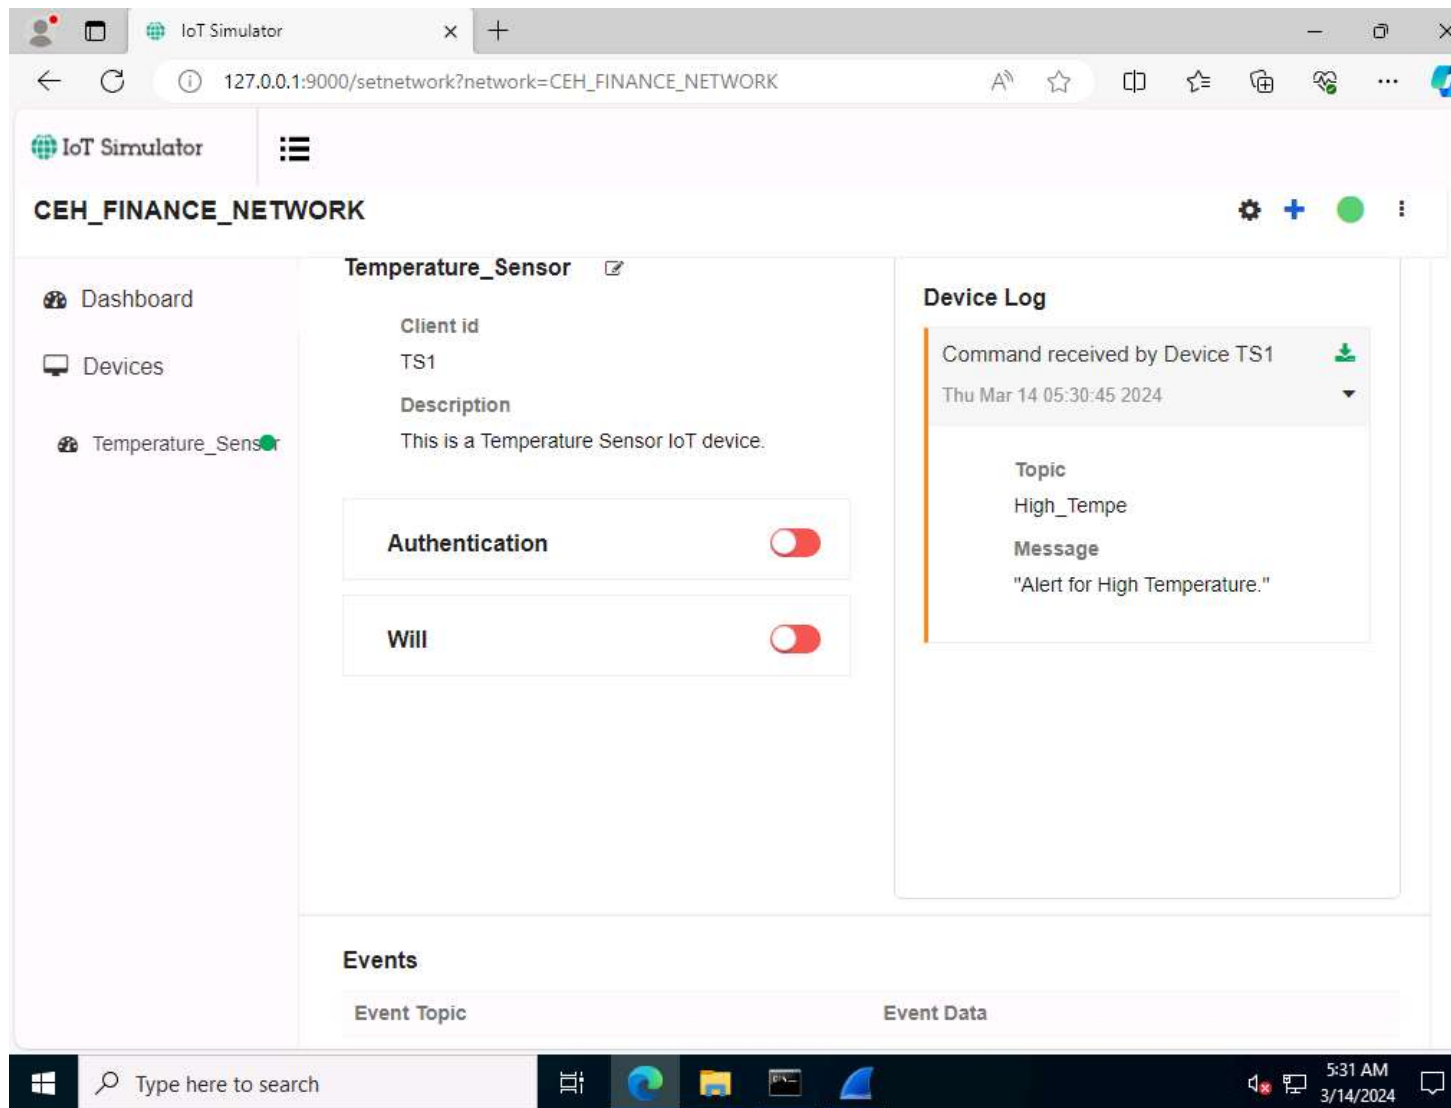 IoT Simulator
127.0.0.1:9000/setnetwork?network=CEH_FINANCE_NETWORK
IoT Simulator
CEH_FINANCE_NETWORK
Dashboard
Devices
Temperature_Sensor
Temperature_Sensor
Client id
TS1
Description
This is a Temperature Sensor IoT device.
Authentication
Will
Device Log
Command received by Device TS1
Thu Mar 14 05:30:45 2024
Topic
High_Tempe
Message
"Alert for High Temperature."
Events
Event Topic Event Data
Type here to search
5:31 AM
3/14/2024